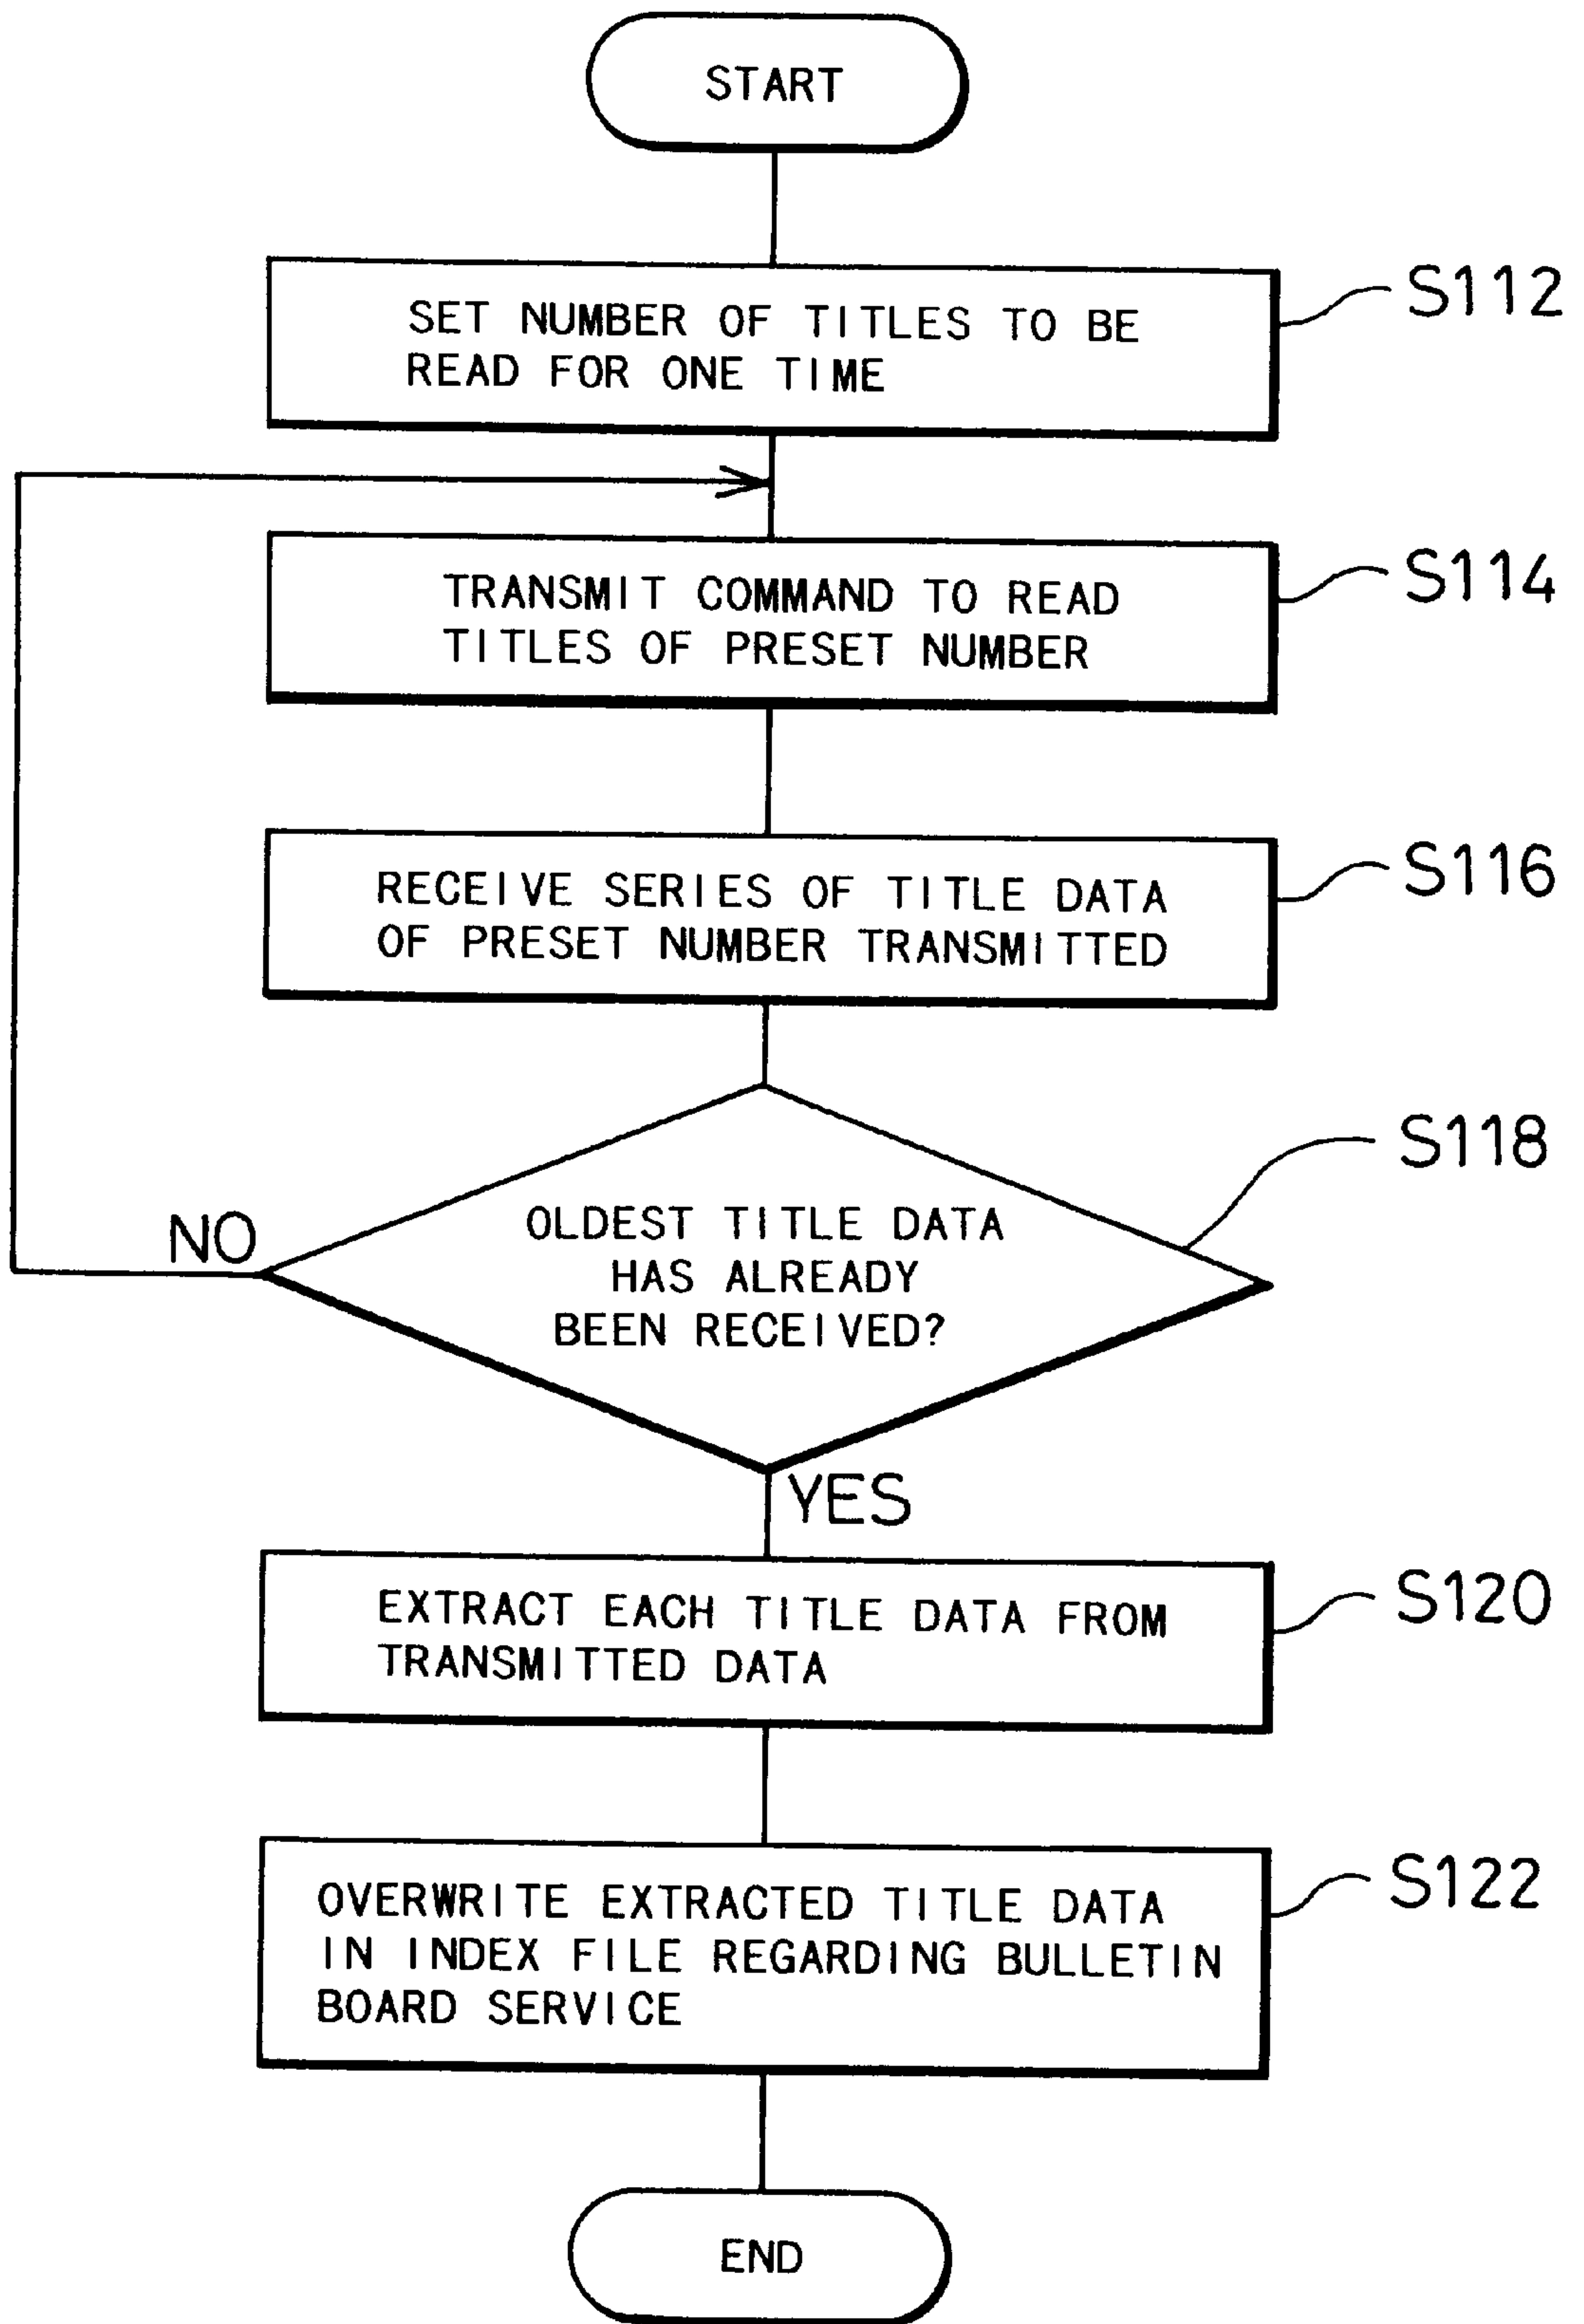 START
SET NUMBER OF TITLES TO BE
READ FOR ONE TIME
S112
TRANSMIT COMMAND TO READ
TITLES OF PRESET NUMBER
S114
RECEIVE SERIES OF TITLE DATA
OF PRESET NUMBER TRANSMITTED
S116
OLDEST TITLE DATA
HAS ALREADY
BEEN RECEIVED?
S118
NO
YES
EXTRACT EACH TITLE DATA FROM
TRANSMITTED DATA
S120
OVERWRITE EXTRACTED TITLE DATA
IN INDEX FILE REGARDING BULLETIN
BOARD SERVICE
S122
END